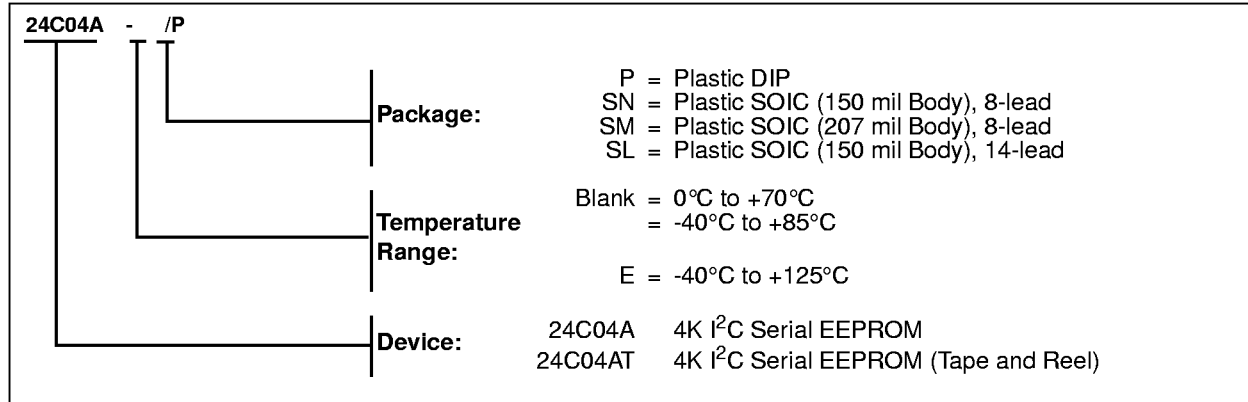 24C04A - /P
Package:
P = Plastic DIP
SN = Plastic SOIC (150 mil Body), 8-lead
SM = Plastic SOIC (207 mil Body), 8-lead
SL = Plastic SOIC (150 mil Body), 14-lead
Temperature
Range:
Blank = 0°C to +70°C
= -40°C to +85°C
E = -40°C to +125°C
Device:
24C04A 4K I²C Serial EEPROM
24C04AT 4K I²C Serial EEPROM (Tape and Reel)